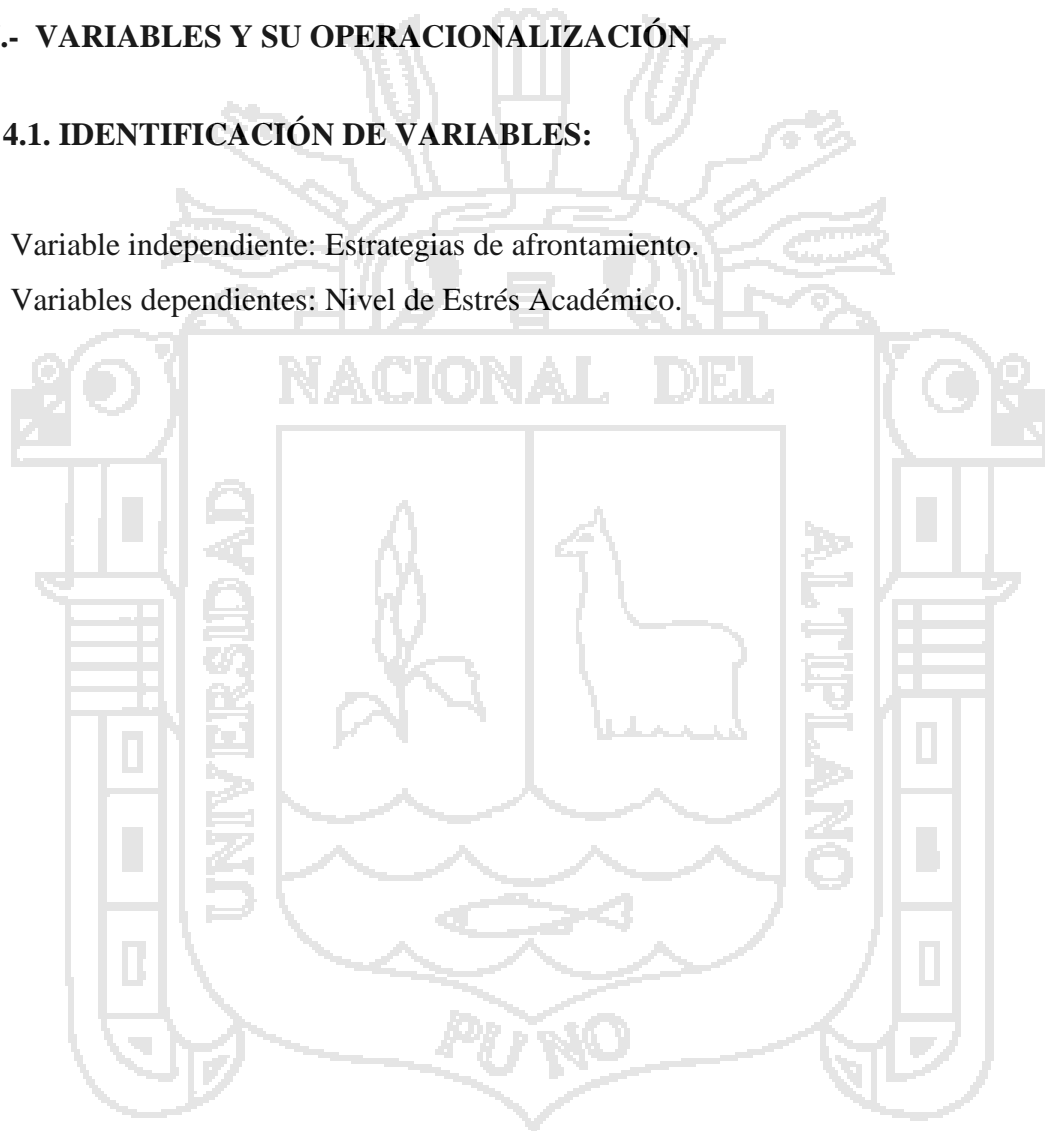 .- VARIABLES Y SU OPERACIONALIZACIÓN
4.1. IDENTIFICACIÓN DE VARIABLES:
Variable independiente: Estrategias de afrontamiento.
Variables dependientes: Nivel de Estrés Académico.
NACIONAL DEL
UNIVERSIDAD
ALTIPLANO
PUNO